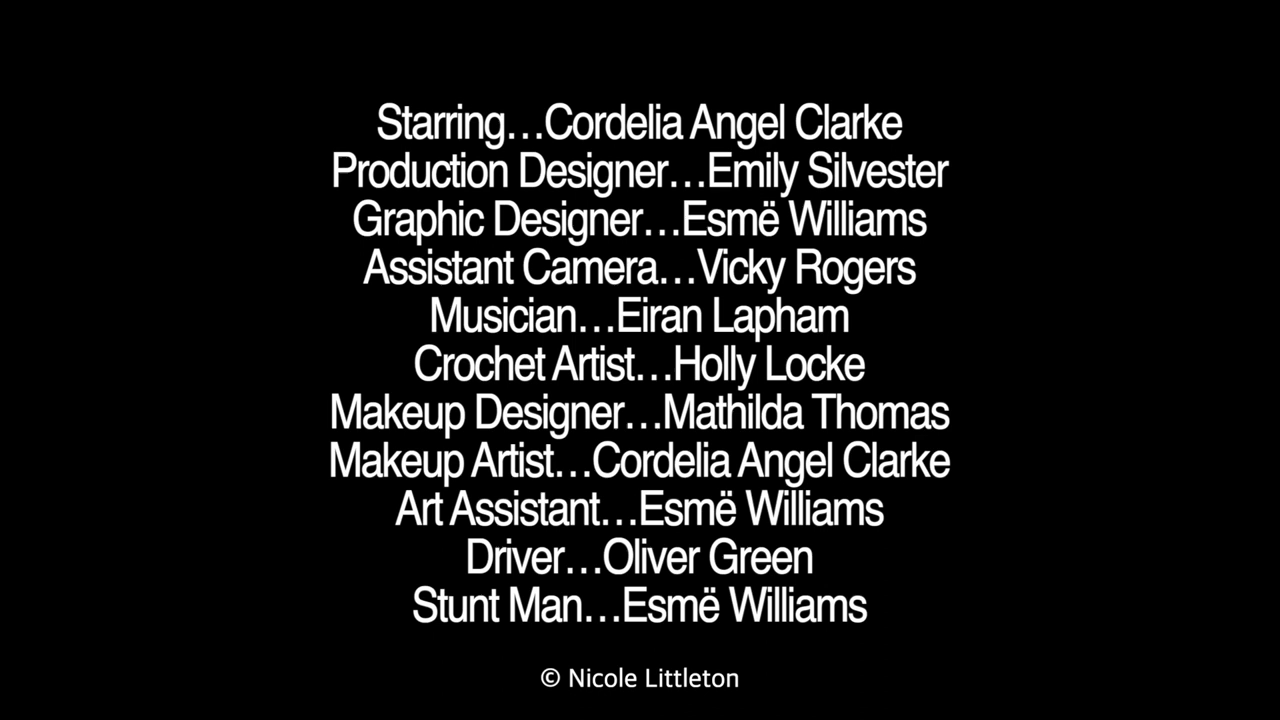 Starring…Cordelia Angel Clarke
Production Designer…Emily Silvester
Graphic Designer…Esmë Williams
Assistant Camera…Vicky Rogers
Musician…Eiran Lapham
Crochet Artist…Holly Locke
Makeup Designer…Mathilda Thomas
Makeup Artist…Cordelia Angel Clarke
Art Assistant…Esmë Williams
Driver…Oliver Green
Stunt Man…Esmë Williams
© Nicole Littleton